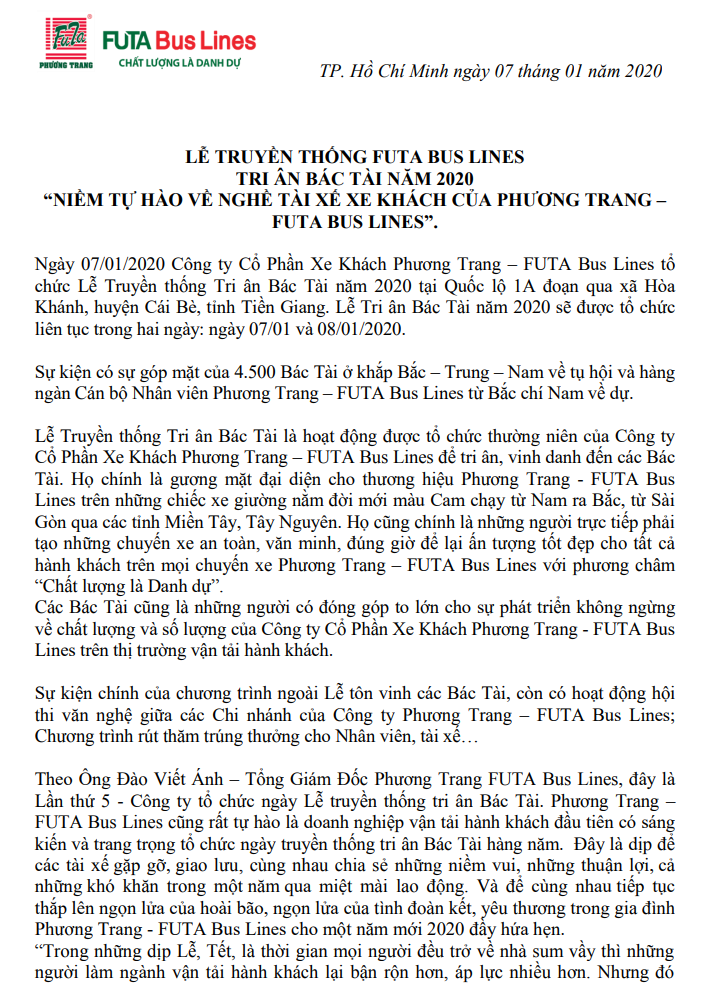 FuTa
PHƯƠNG TRANG
FUTA Bus Lines
CHẤT LƯỢNG LÀ DANH DỰ
TP. Hồ Chí Minh ngày 07 tháng 01 năm 2020
LỄ TRUYỀN THỐNG FUTA BUS LINES
TRI ÂN BÁC TÀI NĂM 2020
“NIỀM TỰ HÀO VỀ NGHỀ TÀI XẾ XE KHÁCH CỦA PHƯƠNG TRANG –
FUTA BUS LINES”.
Ngày 07/01/2020 Công ty Cổ Phần Xe Khách Phương Trang – FUTA Bus Lines tổ
chức Lễ Truyền thống Tri ân Bác Tài năm 2020 tại Quốc lộ 1A đoạn qua xã Hòa
Khánh, huyện Cái Bè, tỉnh Tiền Giang. Lễ Tri ân Bác Tài năm 2020 sẽ được tổ chức
liên tục trong hai ngày: ngày 07/01 và 08/01/2020.
Sự kiện có sự góp mặt của 4.500 Bác Tài ở khắp Bắc – Trung – Nam về tụ hội và hàng
ngàn Cán bộ Nhân viên Phương Trang – FUTA Bus Lines từ Bắc chí Nam về dự.
Lễ Truyền thống Tri ân Bác Tài là hoạt động được tổ chức thường niên của Công ty
Cổ Phần Xe Khách Phương Trang – FUTA Bus Lines để tri ân, vinh danh đến các Bác
Tài. Họ chính là gương mặt đại diện cho thương hiệu Phương Trang - FUTA Bus
Lines trên những chiếc xe giường nằm đời mới màu Cam chạy từ Nam ra Bắc, từ Sài
Gòn qua các tỉnh Miền Tây, Tây Nguyên. Họ cũng chính là những người trực tiếp phải
tạo những chuyến xe an toàn, văn minh, đúng giờ để lại ấn tượng tốt đẹp cho tất cả
hành khách trên mọi chuyến xe Phương Trang – FUTA Bus Lines với phương châm
“Chất lượng là Danh dự”.
Các Bác Tài cũng là những người có đóng góp to lớn cho sự phát triển không ngừng
về chất lượng và số lượng của Công ty Cổ Phần Xe Khách Phương Trang - FUTA Bus
Lines trên thị trường vận tải hành khách.
Sự kiện chính của chương trình ngoài Lễ tôn vinh các Bác Tài, còn có hoạt động hội
thi văn nghệ giữa các Chi nhánh của Công ty Phương Trang – FUTA Bus Lines;
Chương trình rút thăm trúng thưởng cho Nhân viên, tài xế…
Theo Ông Đào Viết Ánh – Tổng Giám Đốc Phương Trang FUTA Bus Lines, đây là
Lần thứ 5 - Công ty tổ chức ngày Lễ truyền thống tri ân Bác Tài. Phương Trang –
FUTA Bus Lines cũng rất tự hào là doanh nghiệp vận tải hành khách đầu tiên có sáng
kiến và trang trọng tổ chức ngày truyền thống tri ân Bác Tài hàng năm. Đây là dịp để
các tài xế gặp gỡ, giao lưu, cùng nhau chia sẻ những niềm vui, những thuận lợi, cả
những khó khăn trong một năm qua miệt mài lao động. Và để cùng nhau tiếp tục
thắp lên ngọn lửa của hoài bão, ngọn lửa của tình đoàn kết, yêu thương trong gia đình
Phương Trang - FUTA Bus Lines cho một năm mới 2020 đầy hứa hẹn.
“Trong những dịp Lễ, Tết, là thời gian mọi người đều trở về nhà sum vầy thì những
người làm ngành vận tải hành khách lại bận rộn hơn, áp lực nhiều hơn. Nhưng đó